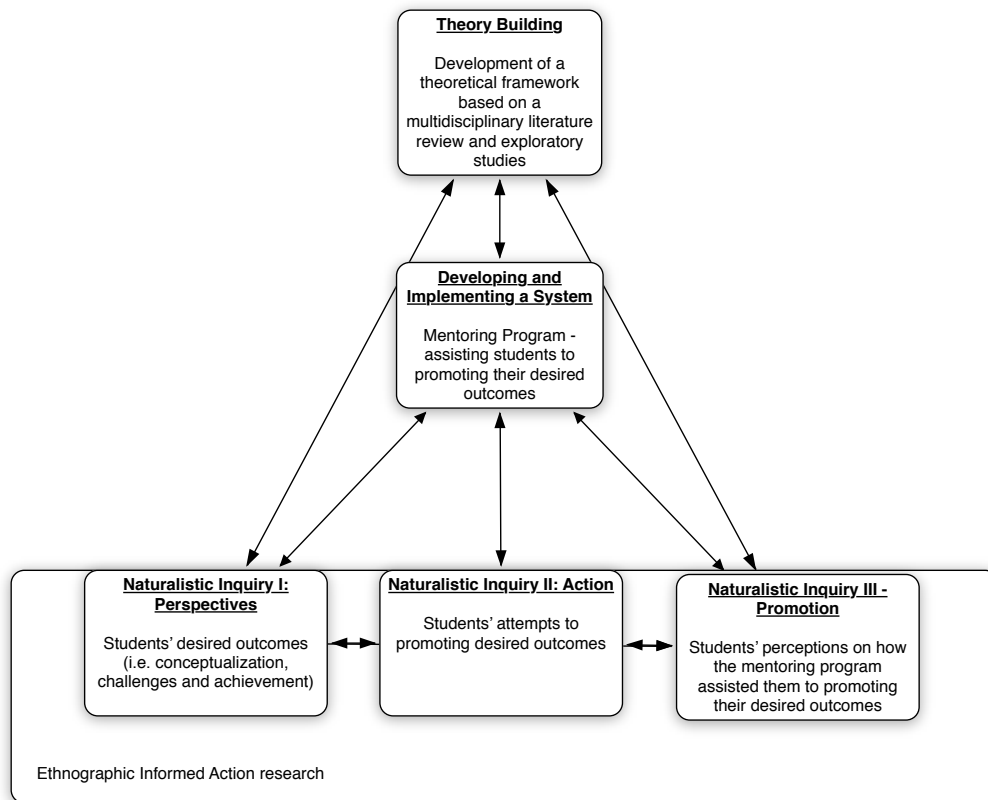 Theory Building
Development of a
theoretical framework
based on a
multidisciplinary literature
review and exploratory
studies
Developing and
Implementing a System
Mentoring Program -
assisting students to
promoting their desired
outcomes
Naturalistic Inquiry I:
Perspectives
Students' desired outcomes
(i.e. conceptualization,
challenges and achievement)
Naturalistic Inquiry II: Action
Students' attempts to
promoting desired outcomes
Naturalistic Inquiry III -
Promotion
Students' perceptions on how
the mentoring program
assisted them to promoting
their desired outcomes
Ethnographic Informed Action research